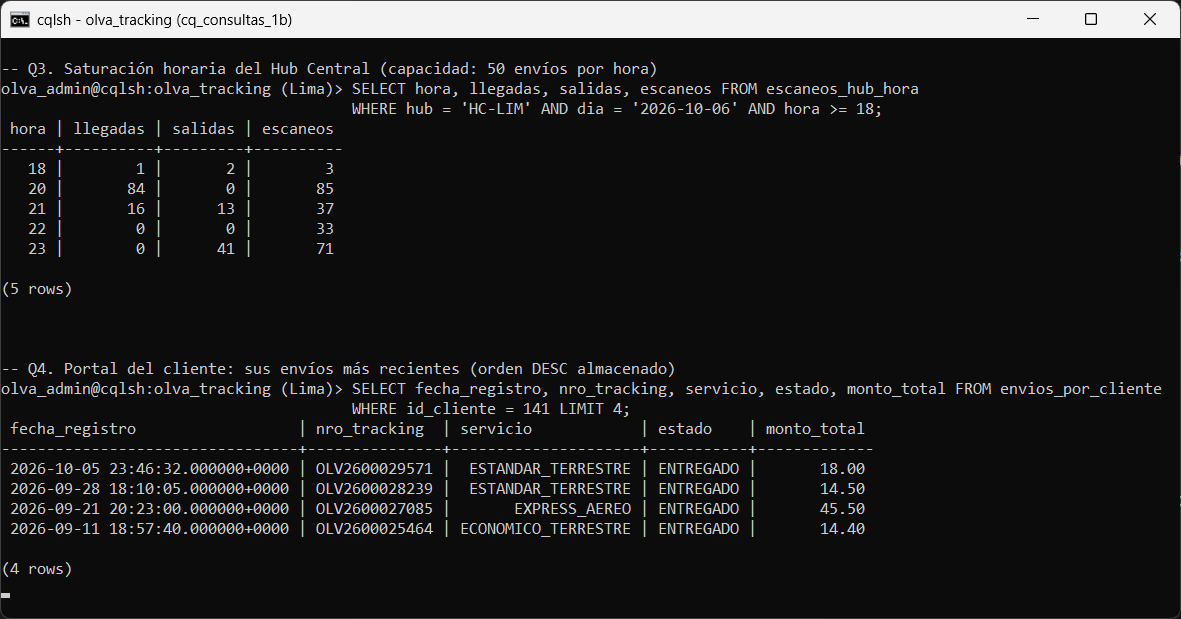 cqlsh - olva_tracking (cq_consultas_1b)
-- Q3. Saturación horaria del Hub Central (capacidad: 50 envíos por hora)
olva_admin@cqlsh:olva_tracking (Lima)> SELECT hora, llegadas, salidas, escaneos FROM escaneos_hub_hora
WHERE hub = 'HC-LIM' AND dia = '2026-10-06' AND hora >= 18;
hora | llegadas | salidas | escaneos
------+----------+---------+----------
18 | 1 | 2 | 3
20 | 84 | 0 | 85
21 | 16 | 13 | 37
22 | 0 | 0 | 33
23 | 0 | 41 | 71
(5 rows)
-- Q4. Portal del cliente: sus envíos más recientes (orden DESC almacenado)
olva_admin@cqlsh:olva_tracking (Lima)> SELECT fecha_registro, nro_tracking, servicio, estado, monto_total FROM envios_por_cliente
WHERE id_cliente = 141 LIMIT 4;
fecha_registro | nro_tracking | servicio | estado | monto_total
---------------------------------+---------------+----------------------+-----------+-------------
2026-10-05 23:46:32.000000+0000 | OLV2600029571 | ESTANDAR_TERRESTRE | ENTREGADO | 18.00
2026-09-28 18:10:05.000000+0000 | OLV2600028239 | ESTANDAR_TERRESTRE | ENTREGADO | 14.50
2026-09-21 20:23:00.000000+0000 | OLV2600027085 | EXPRESS_AEREO | ENTREGADO | 45.50
2026-09-11 18:57:40.000000+0000 | OLV2600025464 | ECONOMICO_TERRESTRE | ENTREGADO | 14.40
(4 rows)